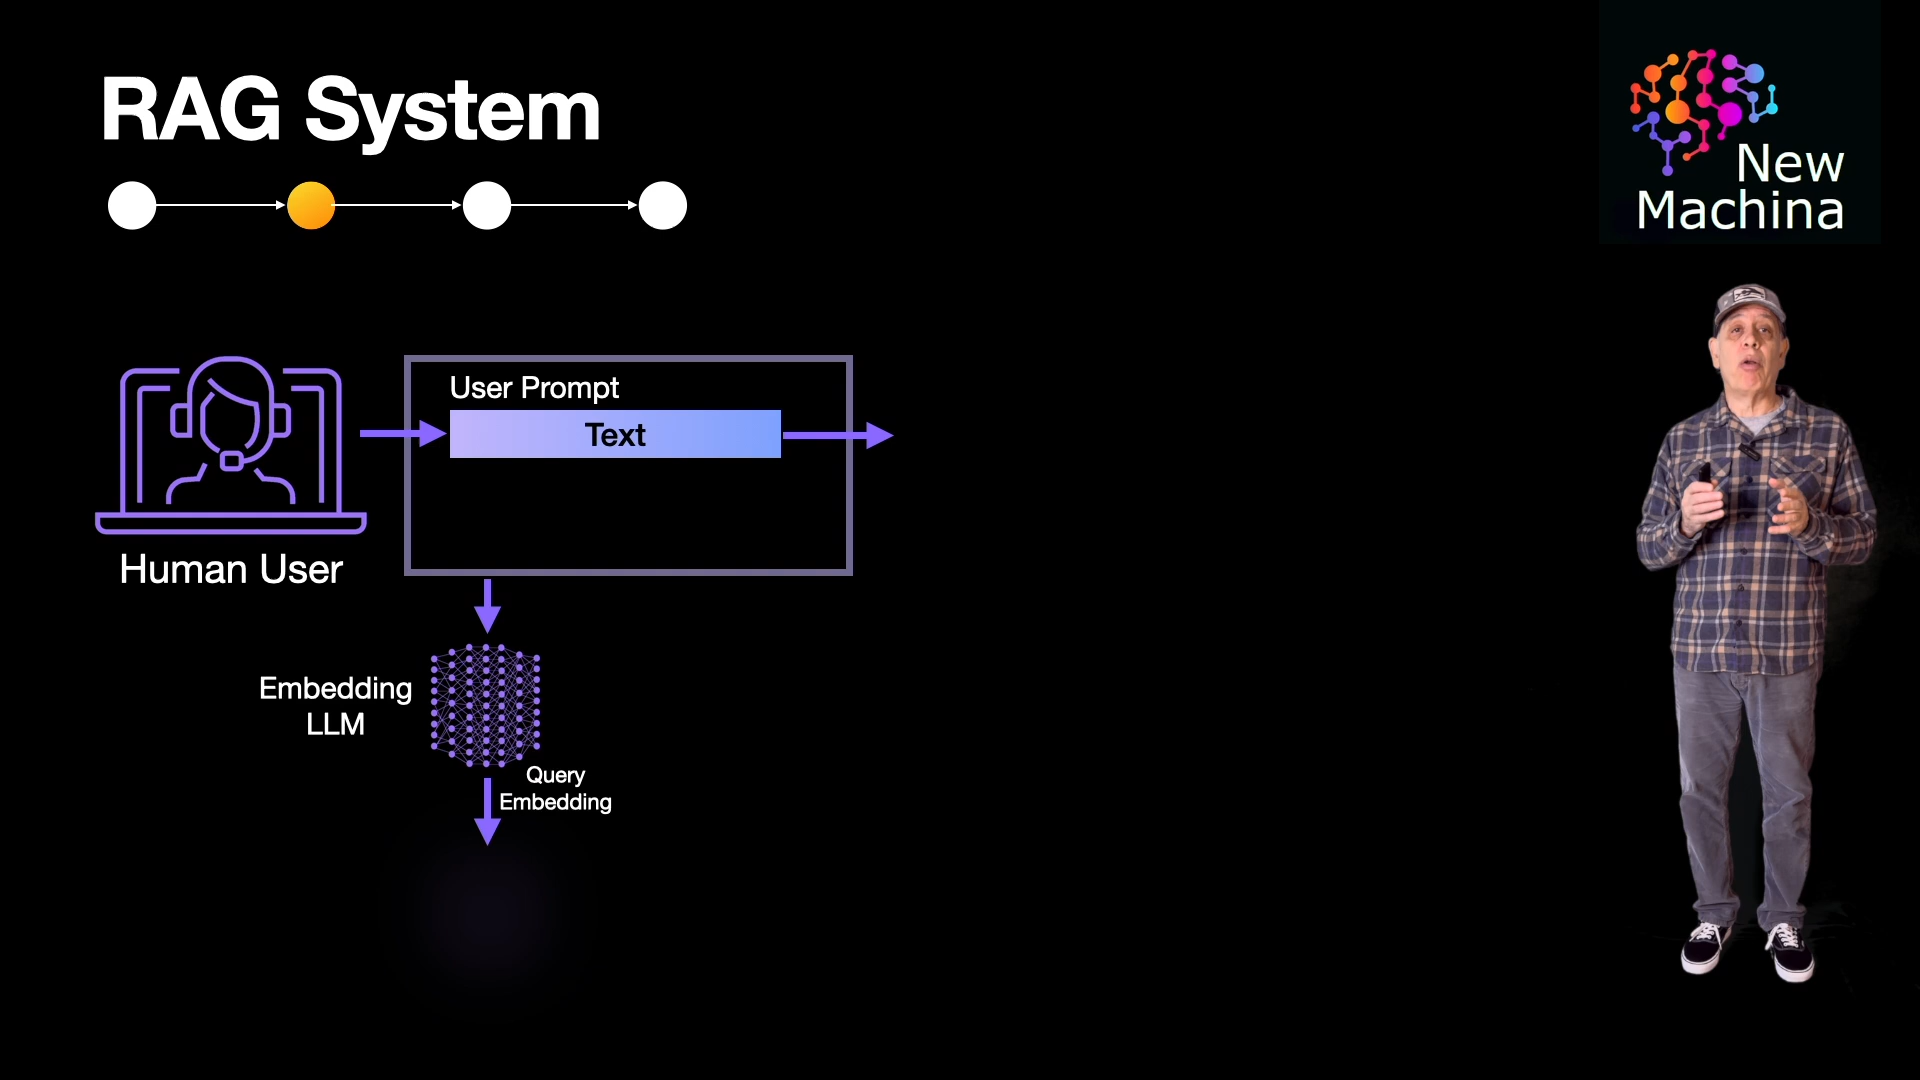 RAG System
New
Machina
User Prompt
Text
Human User
Embedding
LLM
Query
Embedding